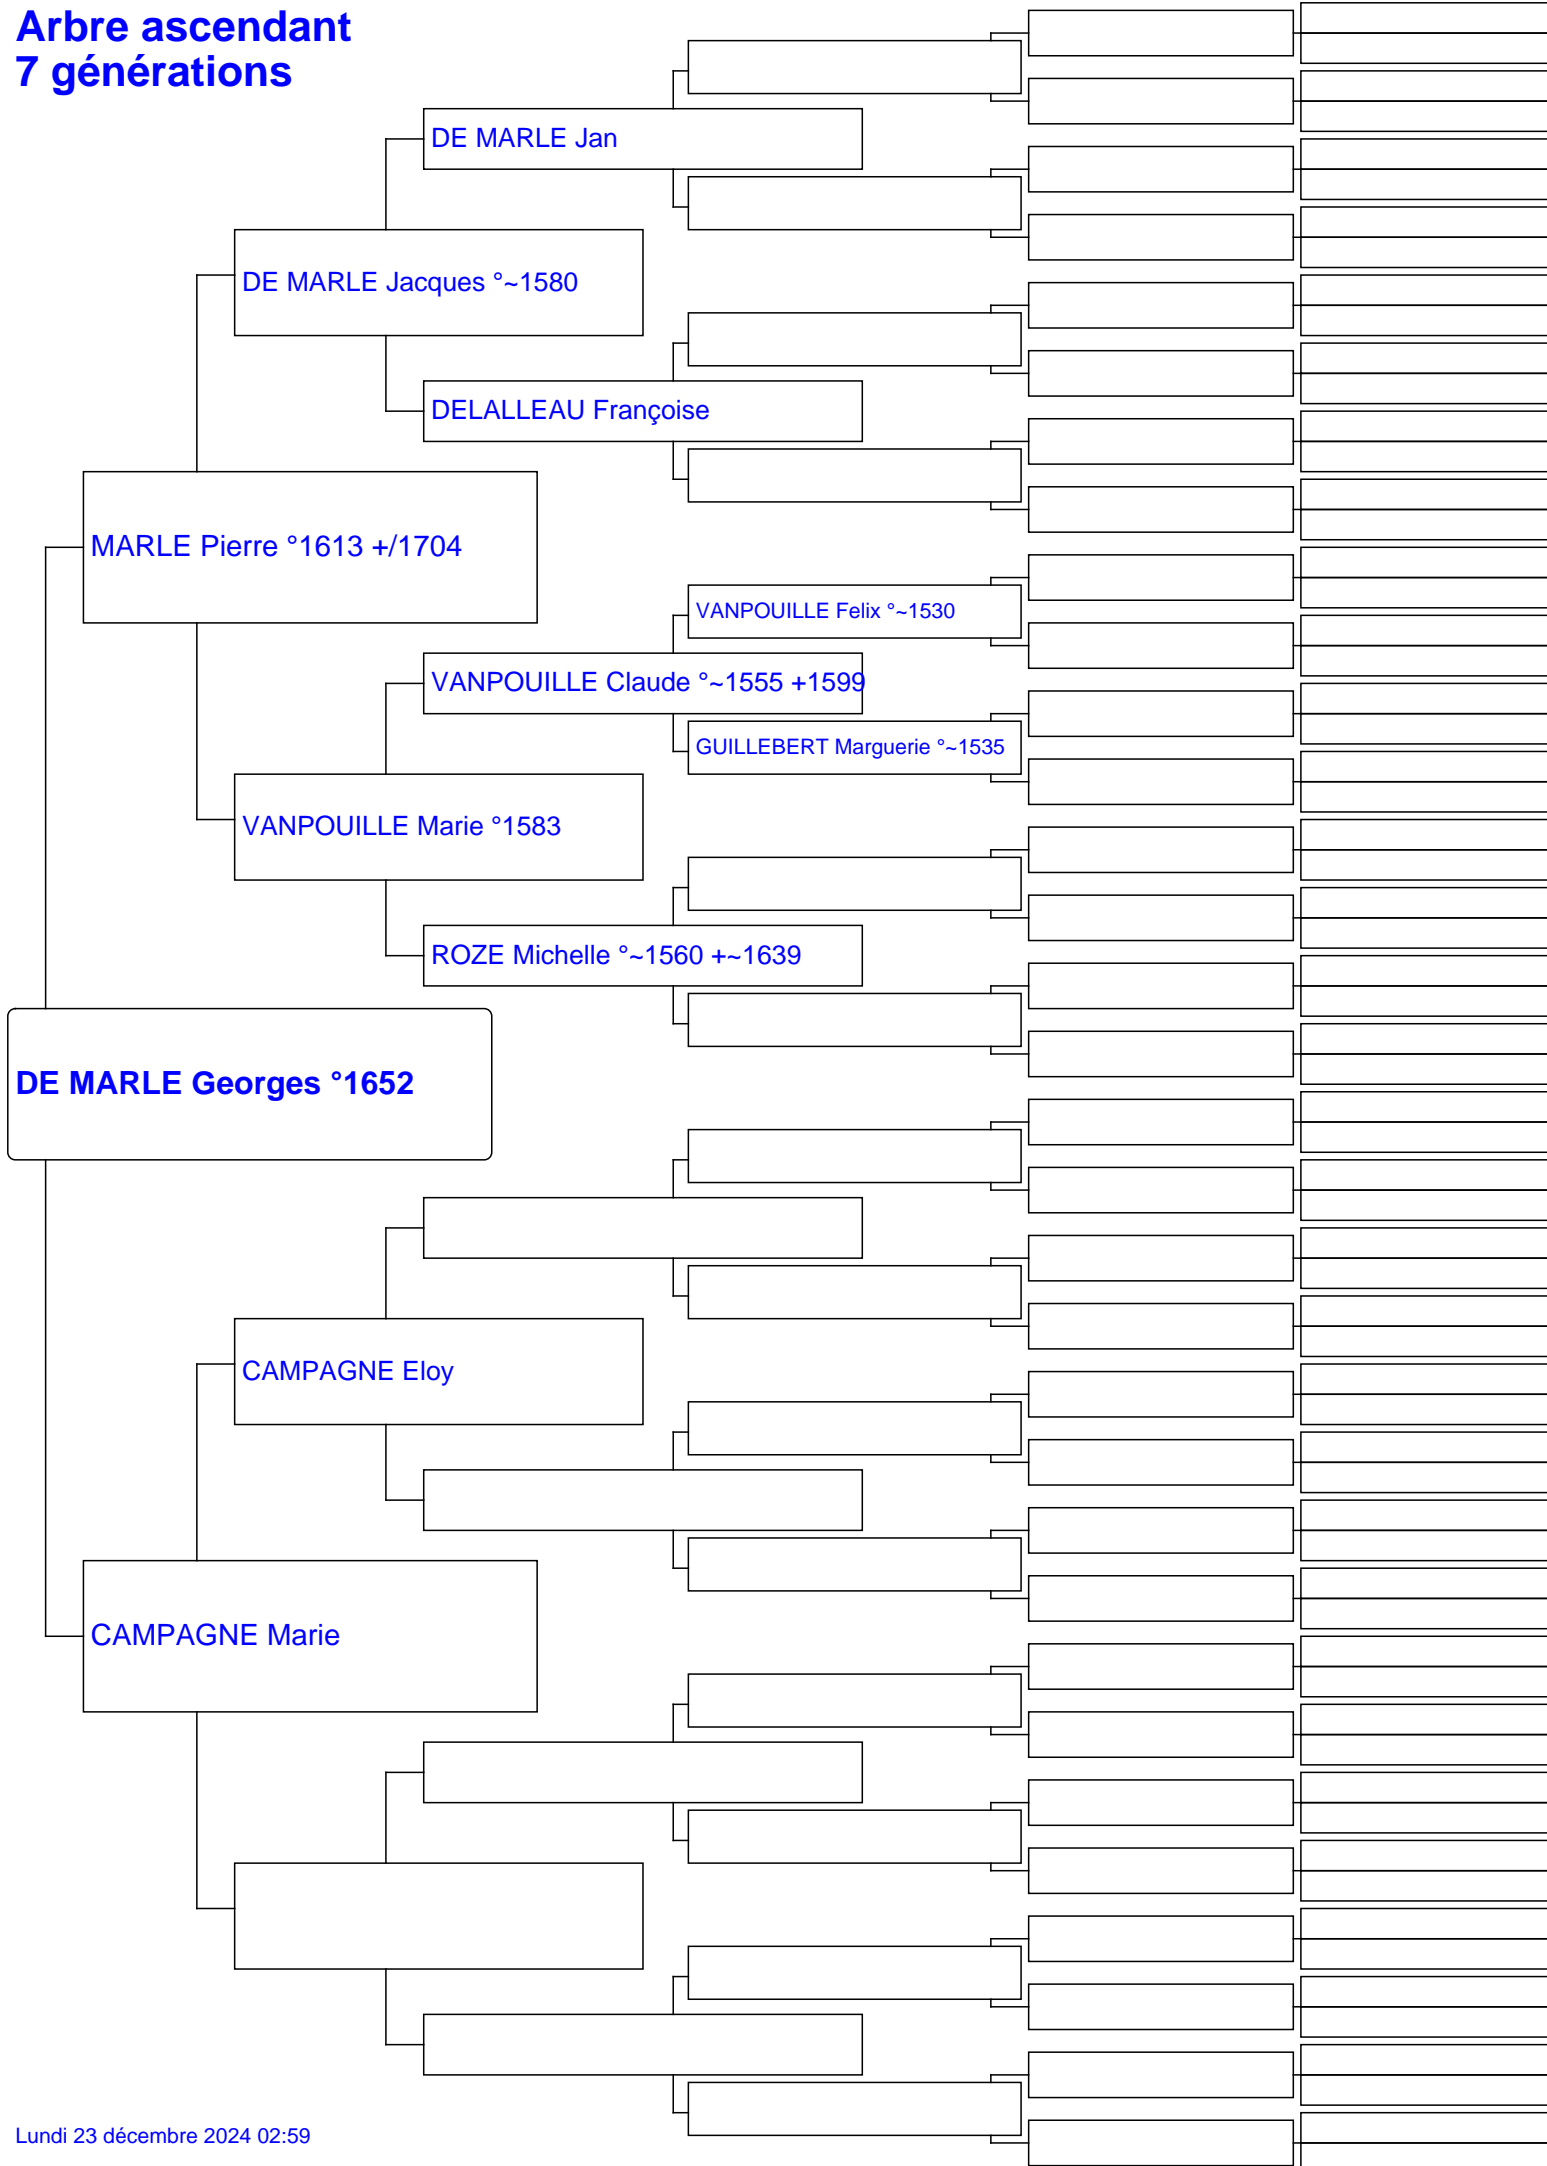 Arbre ascendant
7 générations
DE MARLE Jan
DE MARLE Jacques °~1580
DELALLEAU Françoise
MARLE Pierre °1613 +/1704
VANPOUILLE Felix °~1530
VANPOUILLE Claude °~1555 +1599
GUILLEBERT Marguerie °~1535
VANPOUILLE Marie °1583
ROZE Michelle °~1560 +~1639
DE MARLE Georges °1652
CAMPAGNE Eloy
CAMPAGNE Marie
Lundi 23 décembre 2024 02:59